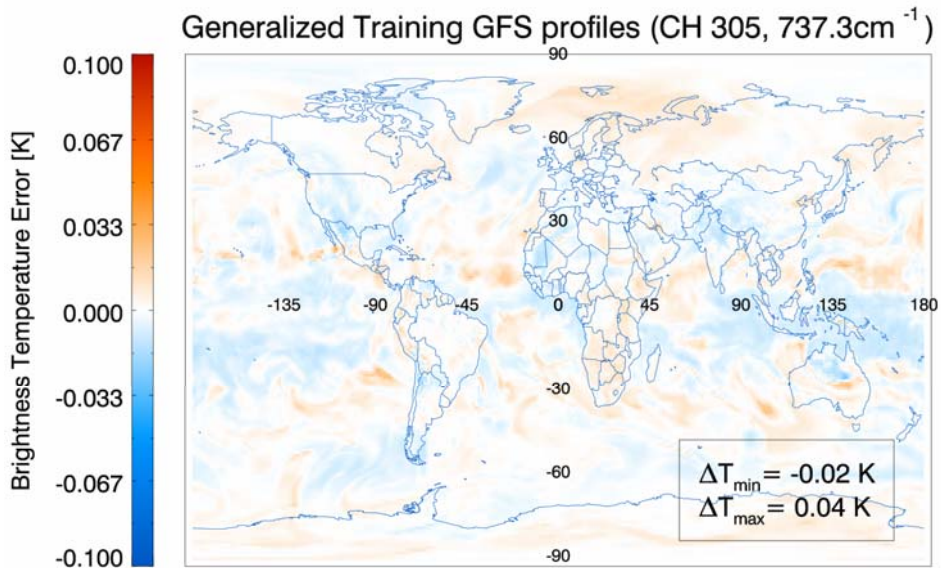 Generalized Training GFS profiles (CH 305, 737.3cm⁻¹)
Brightness Temperature Error [K]
0.100
0.067
0.033
0.000
-0.033
-0.067
-0.100
90
60
30
-135 -90 -45 0 45 90 135 180
-30
-60
-90
ΔTmin= -0.02 K
ΔTmax= 0.04 K